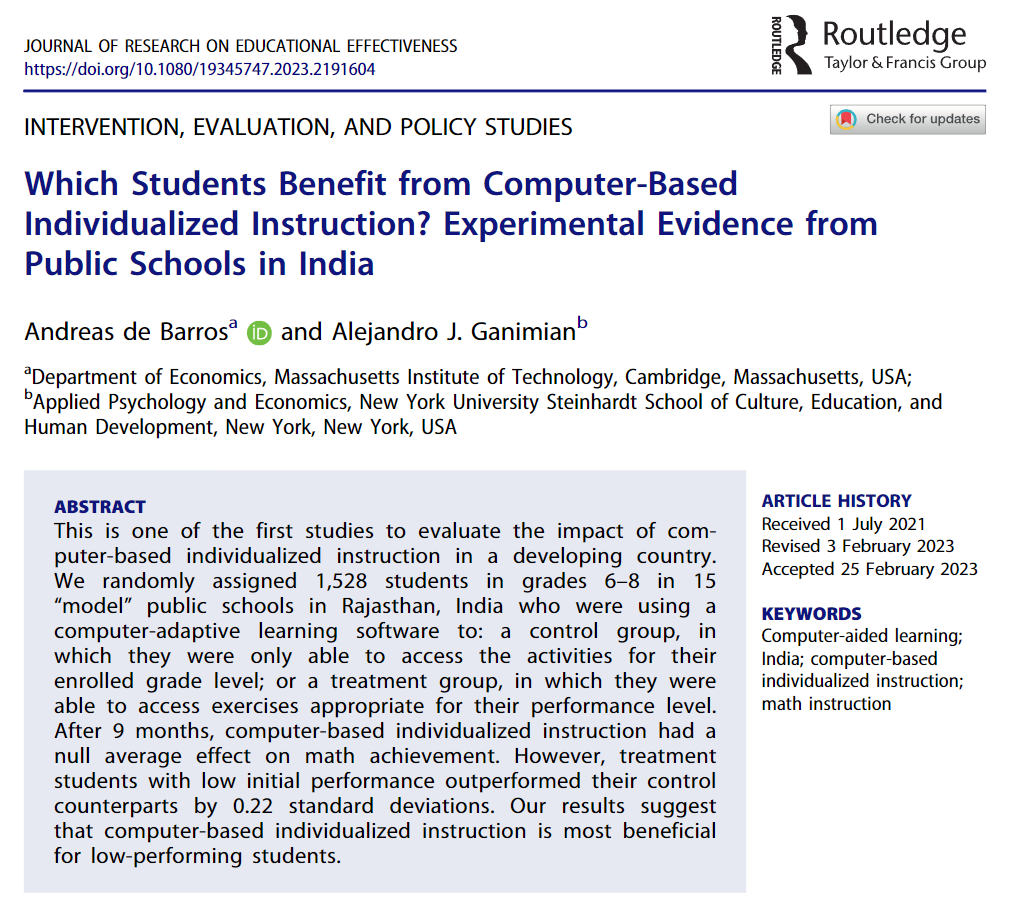 JOURNAL OF RESEARCH ON EDUCATIONAL EFFECTIVENESS
https://doi.org/10.1080/19345747.2023.2191604
ROUTLEDGE
Routledge
Taylor & Francis Group
INTERVENTION, EVALUATION, AND POLICY STUDIES
Check for updates
Which Students Benefit from Computer-Based
Individualized Instruction? Experimental Evidence from
Public Schools in India
Andreas de Barrosa iD and Alejandro J. Ganimianb
aDepartment of Economics, Massachusetts Institute of Technology, Cambridge, Massachusetts, USA;
bApplied Psychology and Economics, New York University Steinhardt School of Culture, Education, and
Human Development, New York, New York, USA
ABSTRACT
This is one of the first studies to evaluate the impact of com-
puter-based individualized instruction in a developing country.
We randomly assigned 1,528 students in grades 6–8 in 15
“model” public schools in Rajasthan, India who were using a
computer-adaptive learning software to: a control group, in
which they were only able to access the activities for their
enrolled grade level; or a treatment group, in which they were
able to access exercises appropriate for their performance level.
After 9 months, computer-based individualized instruction had a
null average effect on math achievement. However, treatment
students with low initial performance outperformed their control
counterparts by 0.22 standard deviations. Our results suggest
that computer-based individualized instruction is most beneficial
for low-performing students.
ARTICLE HISTORY
Received 1 July 2021
Revised 3 February 2023
Accepted 25 February 2023
KEYWORDS
Computer-aided learning;
India; computer-based
individualized instruction;
math instruction